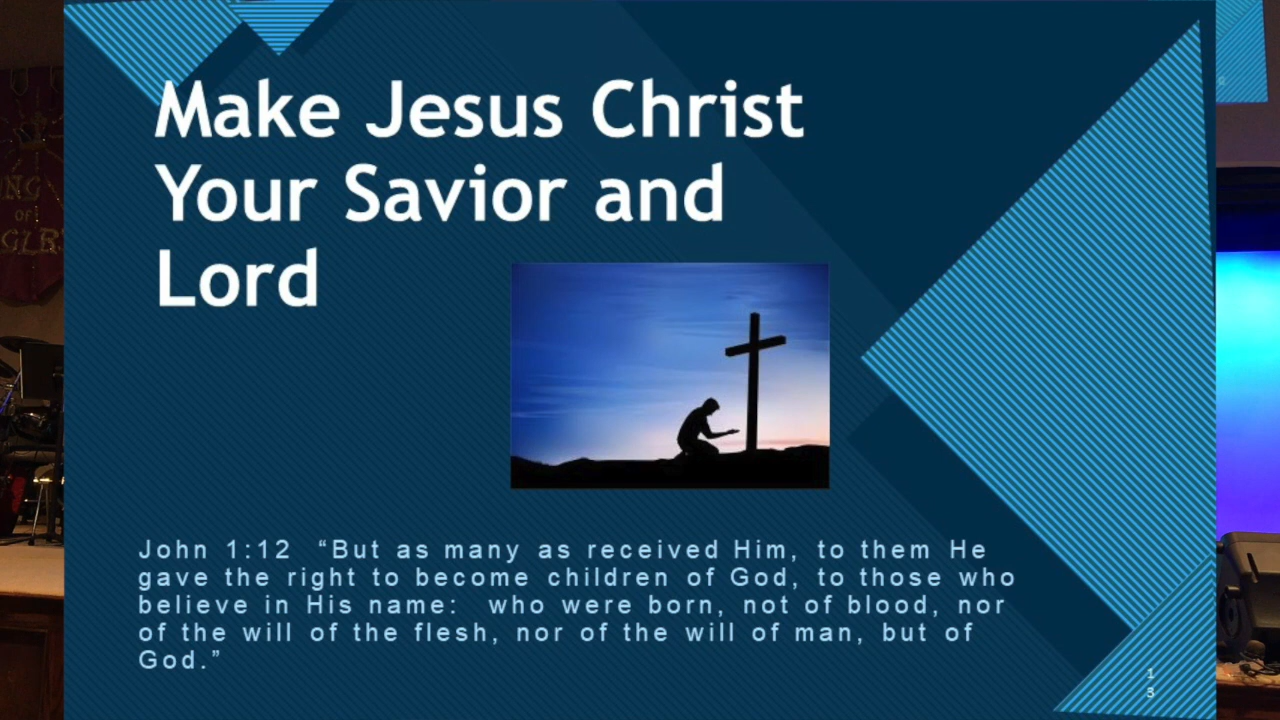 Make Jesus Christ
Your Savior and
Lord
John 1:12 “But as many as received Him, to them He
gave the right to become children of God, to those who
believe in His name: who were born, not of blood, nor
of the will of the flesh, nor of the will of man, but of
God.”
1
3
OF